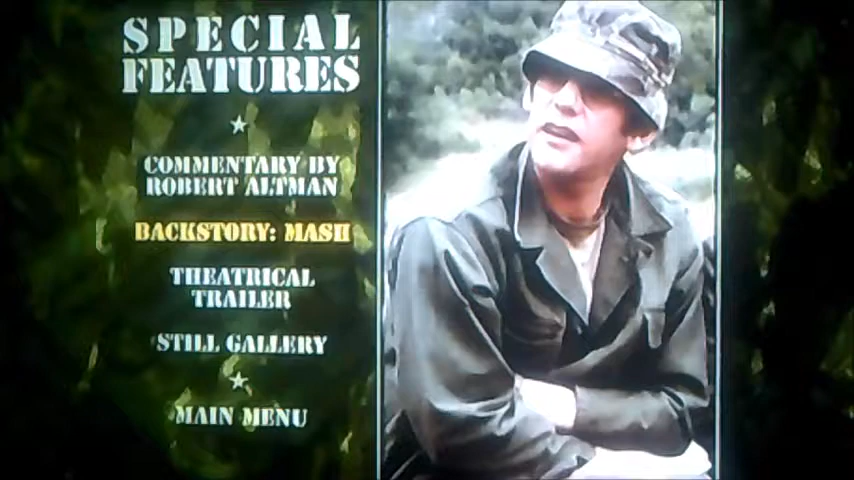 SPECIAL
FEATURES
COMMENTARY BY
ROBERT ALTMAN
BACKSTORY: MASH
THEATRICAL
TRAILER
STILL GALLERY
MAIN MENU